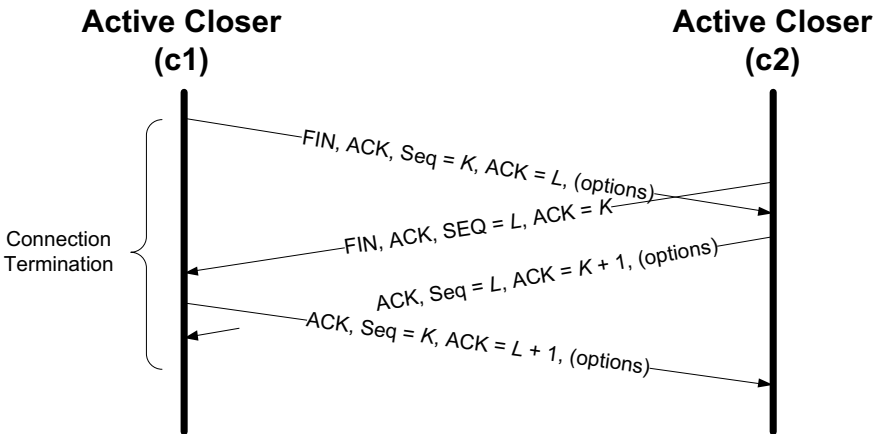 Active Closer
(c1)
Active Closer
(c2)
FIN, ACK, Seq = K, ACK = L, (options)
FIN, ACK, SEQ = L, ACK = K
Connection
Termination
ACK, Seq = L, ACK = K + 1, (options)
ACK, Seq = K, ACK = L + 1, (options)